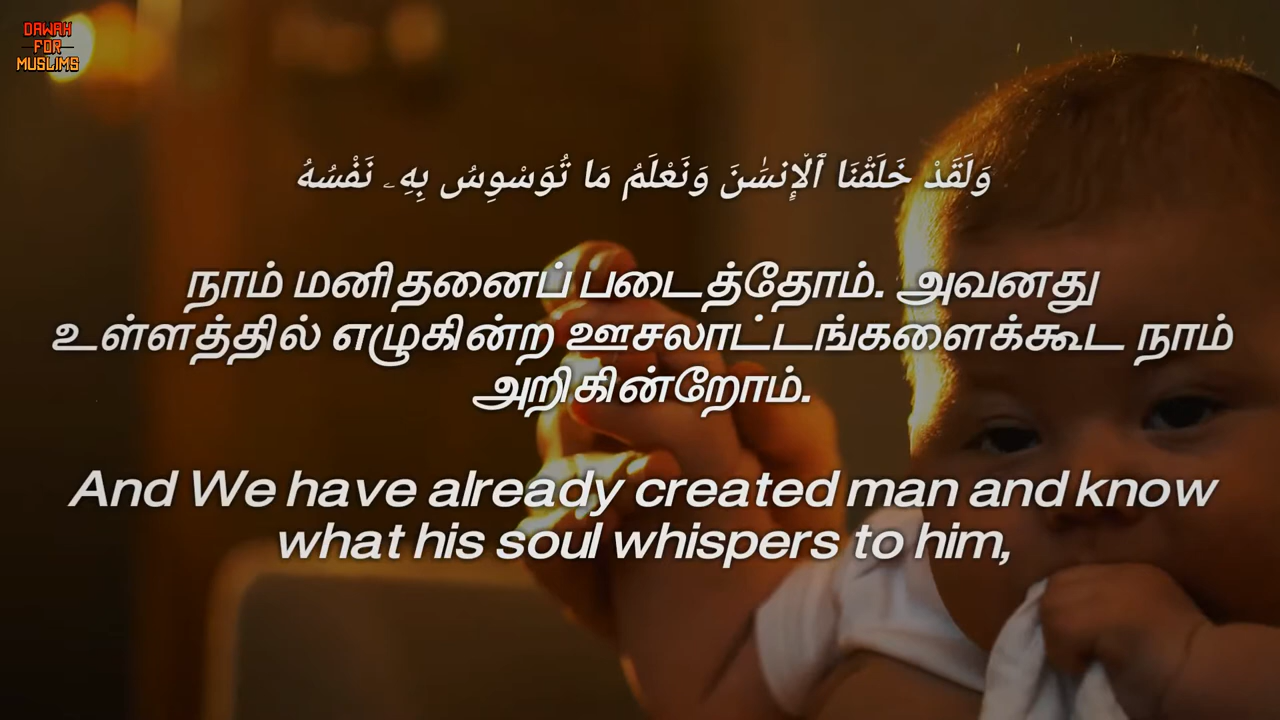 DAWAH
FOR
MUSLIMS
وَلَقَدْ خَلَقْنَا ٱلْإِنسَٰنَ وَنَعْلَمُ مَا تُوَسْوِسُ بِهِۦ نَفْسُهُ
நாம் மனிதனைப் படைத்தோம். அவனது
உள்ளத்தில் எழுகின்ற ஊசலாட்டங்களைக்கூட நாம்
அறிகின்றோம்.
And We have already created man and know
what his soul whispers to him,